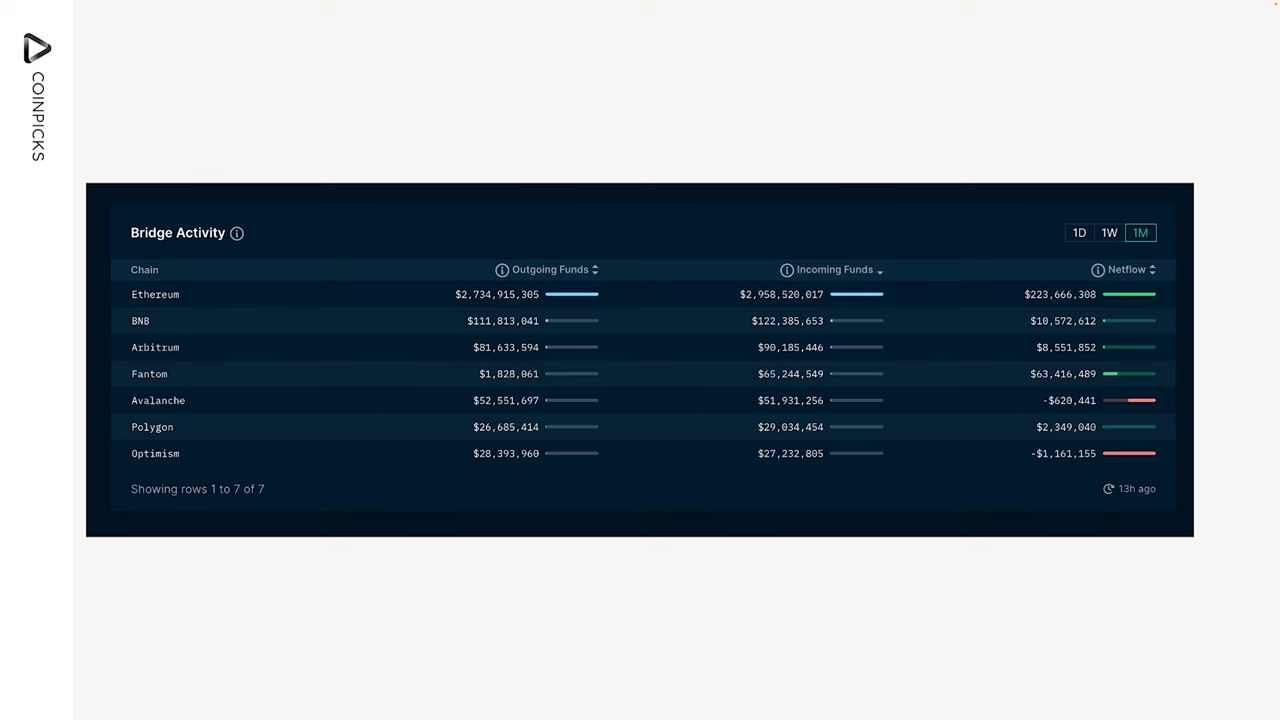 COINPICKS
Bridge Activity
1D 1W 1M
Chain Outgoing Funds Incoming Funds Netflow
Ethereum $2,734,915,305 $2,958,520,017 $223,666,308
BNB $111,813,041 $122,385,653 $10,572,612
Arbitrum $81,633,594 $90,185,446 $8,551,852
Fantom $1,828,061 $65,244,549 $63,416,489
Avalanche $52,551,697 $51,931,256 -$620,441
Polygon $26,685,414 $29,034,454 $2,349,040
Optimism $28,393,960 $27,232,805 -$1,161,155
Showing rows 1 to 7 of 7 13h ago